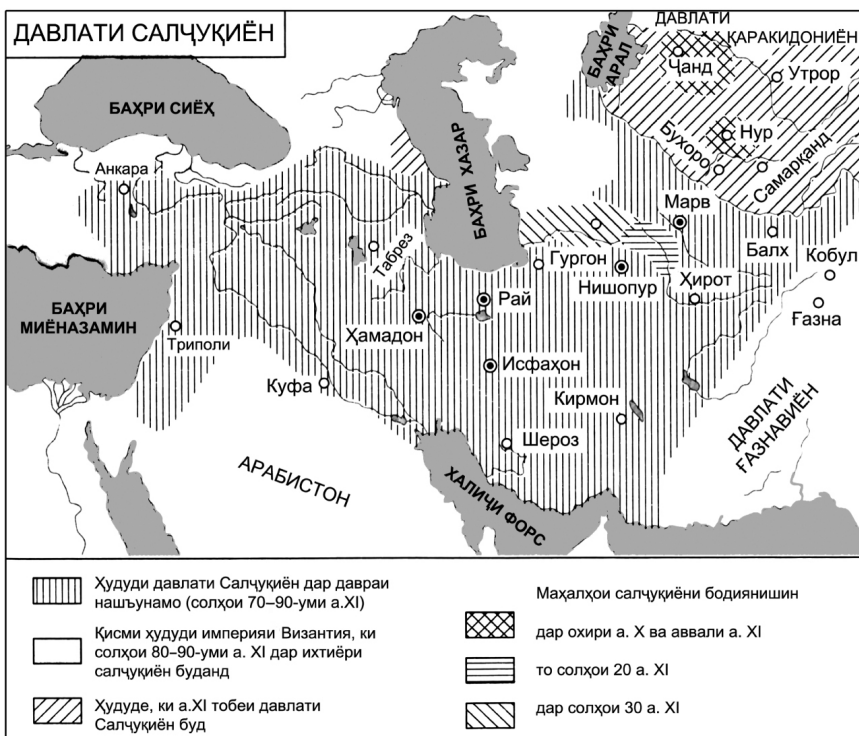 ДАВЛАТИ САЛҶУҚИЁН
ДАВЛАТИ
ҚАРАКИДОНИЁН
БАҲРИ
АРАЛ
Ҷанд
Утрор
БАҲРИ СИЁҲ
Нур
Бухоро
Самарқанд
Анкара
БАҲРИ ХАЗАР
Марв
Табрез
Гургон
Балх
Кобул
Нишопур
Ҳирот
БАҲРИ
МИЁНАЗАМИН
Рай
Ғазна
Ҳамадон
Триполи
Исфаҳон
Куфа
Кирмон
ДАВЛАТИ
ҒАЗНАВИЁН
Шероз
АРАБИСТОН
ХАЛИҶИ ФОРС
Ҳудуди давлати Салҷуқиён дар давраи
нашъунамо (солҳои 70–90-уми а.XI)
Қисми ҳудуди империяи Византия, ки
солҳои 80–90-уми а. XI дар ихтиёри
салҷуқиён буданд
Ҳудуде, ки а.XI тобеи давлати
Салҷуқиён буд
Маҳалҳои салҷуқиёни бодиянишин
дар охири а. X ва аввали а. XI
то солҳои 20 а. XI
дар солҳои 30 а. XI